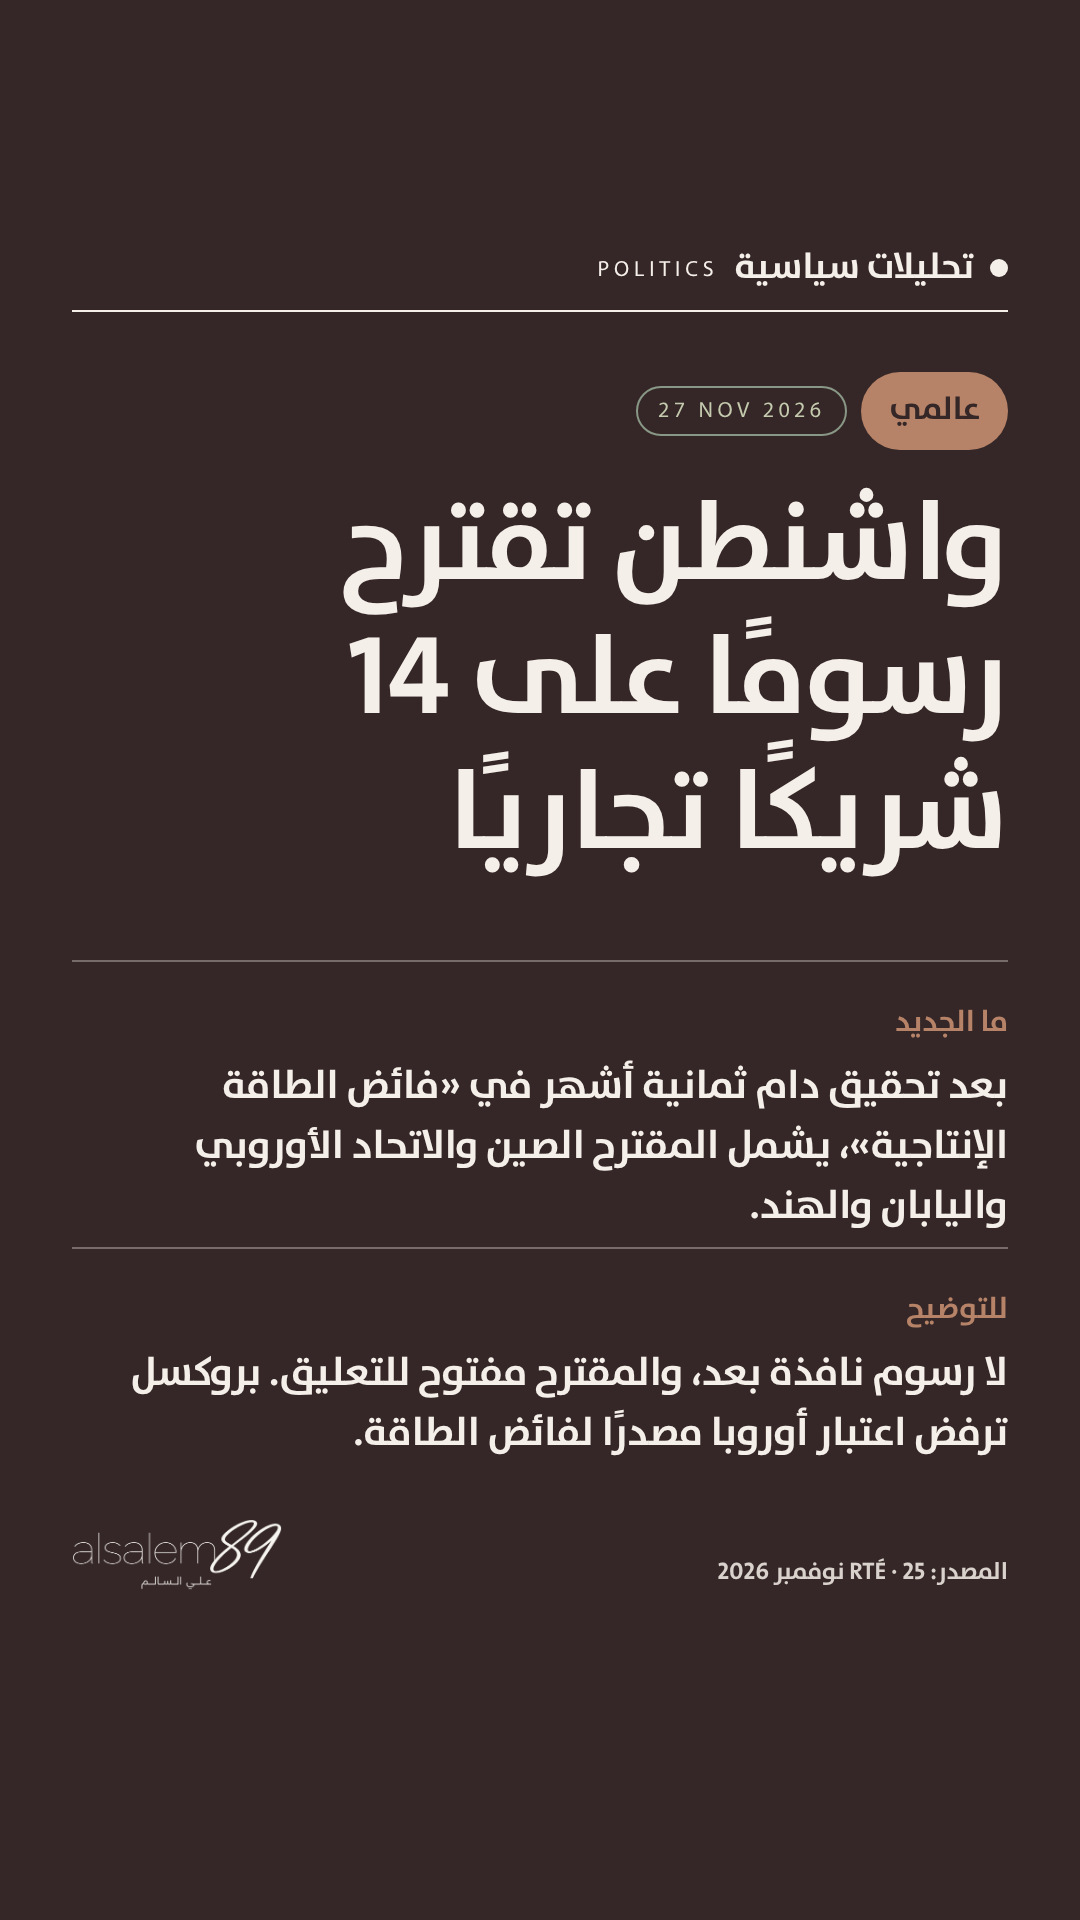 تحليلات سياسية POLITICS
عالمي 27 NOV 2026
واشنطن تقترح
رسومًا على 14
شريكًا تجاريًا
ما الجديد
بعد تحقيق دام ثمانية أشهر في «فائض الطاقة
الإنتاجية»، يشمل المقترح الصين والاتحاد الأوروبي
واليابان والهند.
للتوضيح
لا رسوم نافذة بعد، والمقترح مفتوح للتعليق. بروكسل
ترفض اعتبار أوروبا مصدرًا لفائض الطاقة.
المصدر: RTÉ · 25 نوفمبر 2026
alsalem89
علي السالم